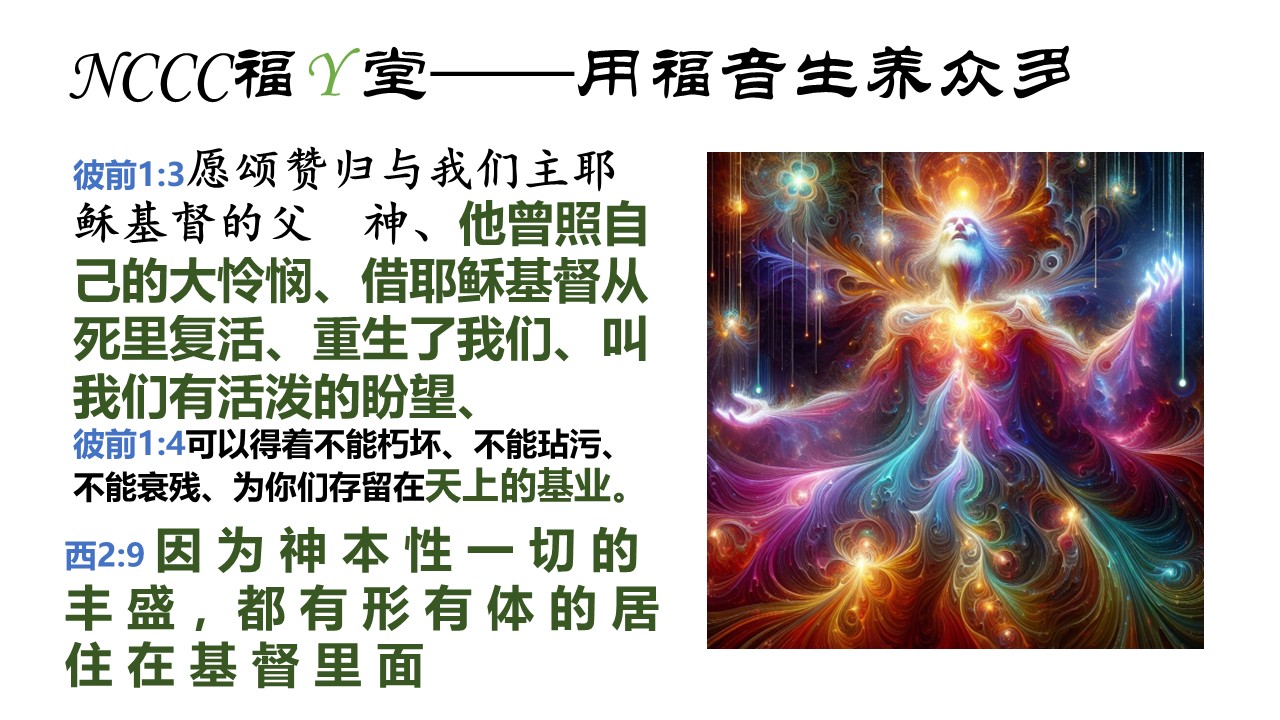 NCCC福Y堂——用福音生养众多
彼前1:3愿颂赞归与我们主耶
稣基督的父　神、他曾照自
己的大怜悯、借耶稣基督从
死里复活、重生了我们、叫
我们有活泼的盼望、
彼前1:4可以得着不能朽坏、不能玷污、
不能衰残、为你们存留在天上的基业。
西2:9 因为神本性一切的
丰盛，都有形有体的居
住在基督里面